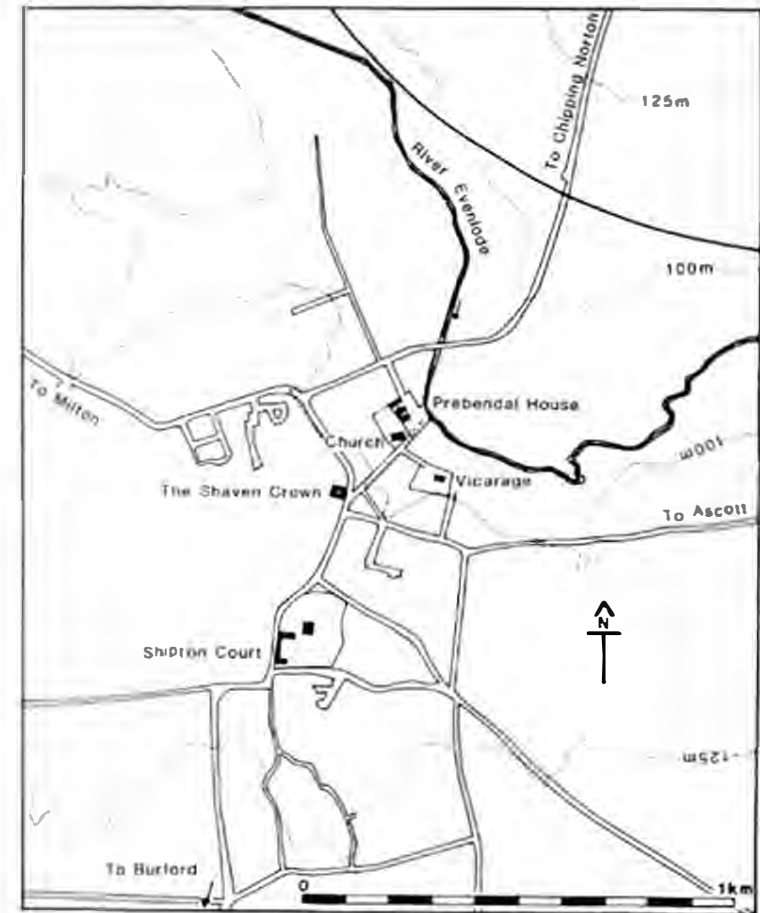 To Chipping Norton
125m
River Evenlode
100m
To Milton
Prebendal House
Church
100m
The Shaven Crown
Vicarage
To Ascott
N
Shipton Court
125m
To Burford
0
1km